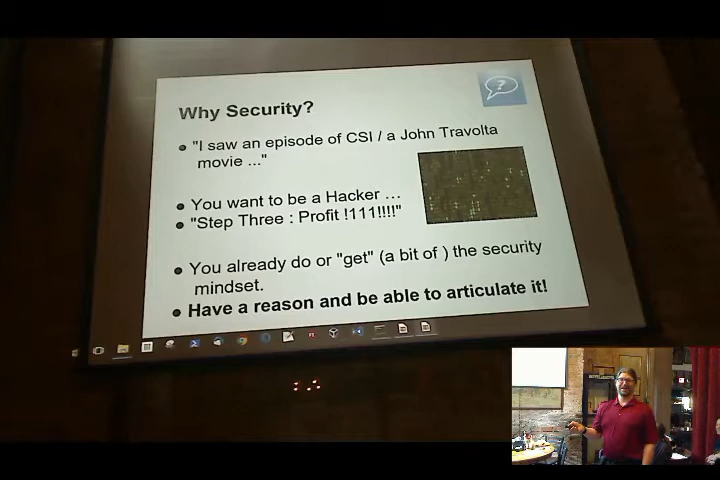 ?
Why Security?
"I saw an episode of CSI / a John Travolta
movie ..."
You want to be a Hacker ...
"Step Three : Profit !111!!!!"
You already do or "get" (a bit of ) the security
mindset.
Have a reason and be able to articulate it!